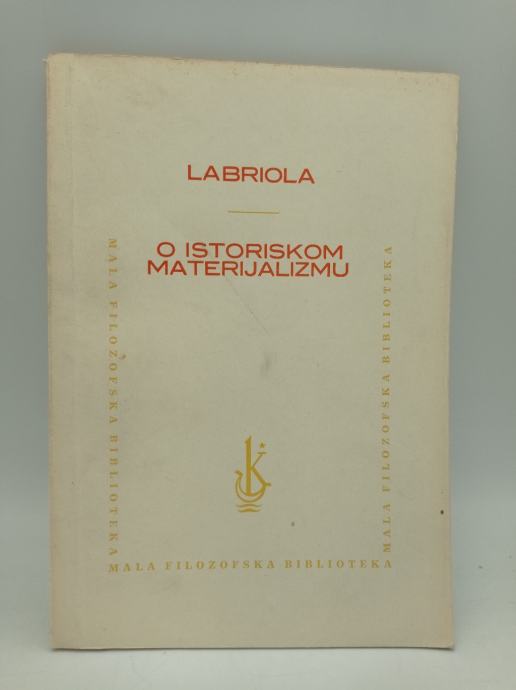 LABRIOLA
O ISTORISKOM
MATERIJALIZMU
MALA FILOZOFSKA BIBLIOTEKA
MALA FILOZOFSKA BIBLIOTEKA
K
MALA FILOZOFSKA BIBLIOTEKA